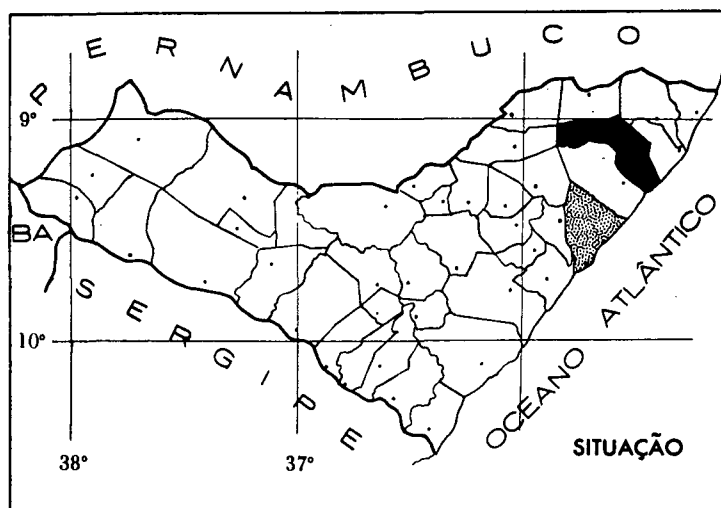 PERNAMBUCO
9°
BA
SERGIPE
OCEANO ATLÂNTICO
10°
SITUAÇÃO
38°
37°